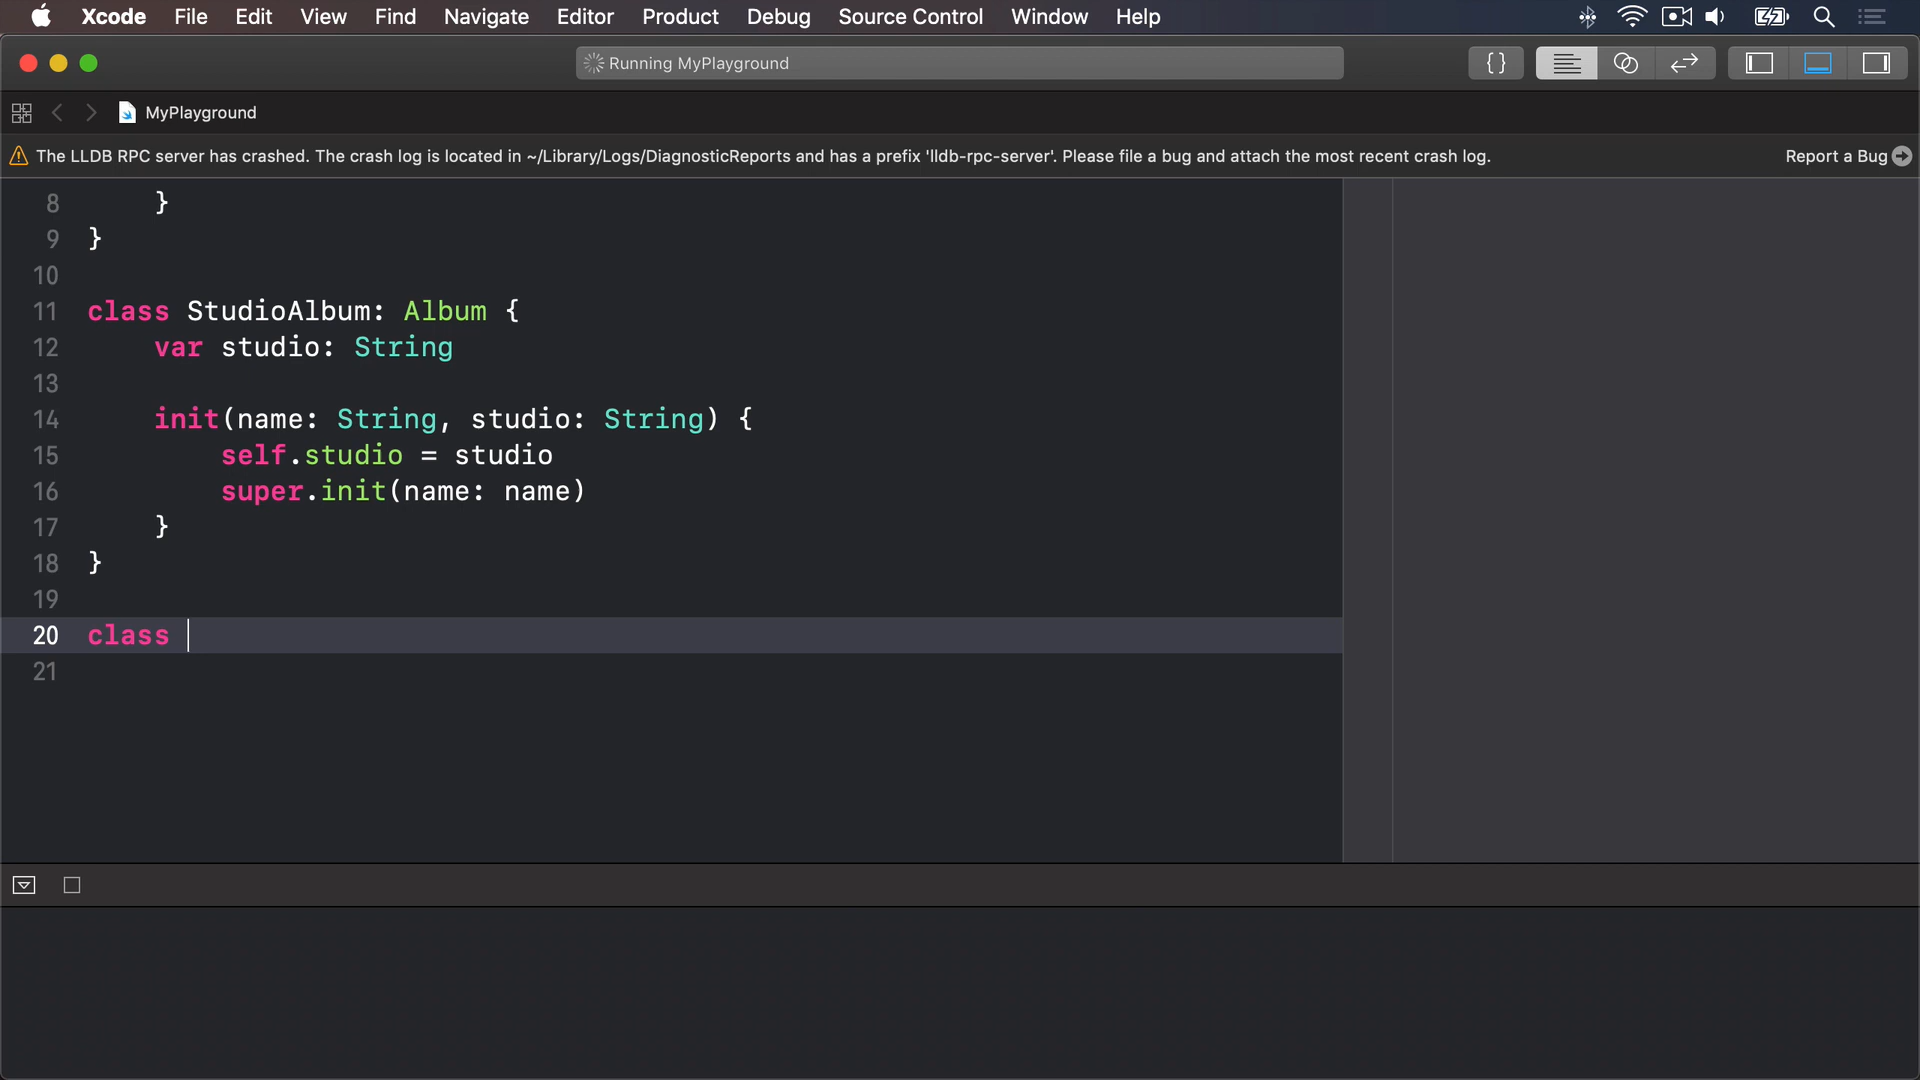 Xcode File Edit View Find Navigate Editor Product Debug Source Control Window Help
Running MyPlayground
{}
MyPlayground
The LLDB RPC server has crashed. The crash log is located in ~/Library/Logs/DiagnosticReports and has a prefix 'lldb-rpc-server'. Please file a bug and attach the most recent crash log. Report a Bug
8 }
9 }
10
11 class StudioAlbum: Album {
12 var studio: String
13
14 init(name: String, studio: String) {
15 self.studio = studio
16 super.init(name: name)
17 }
18 }
19
20 class
21